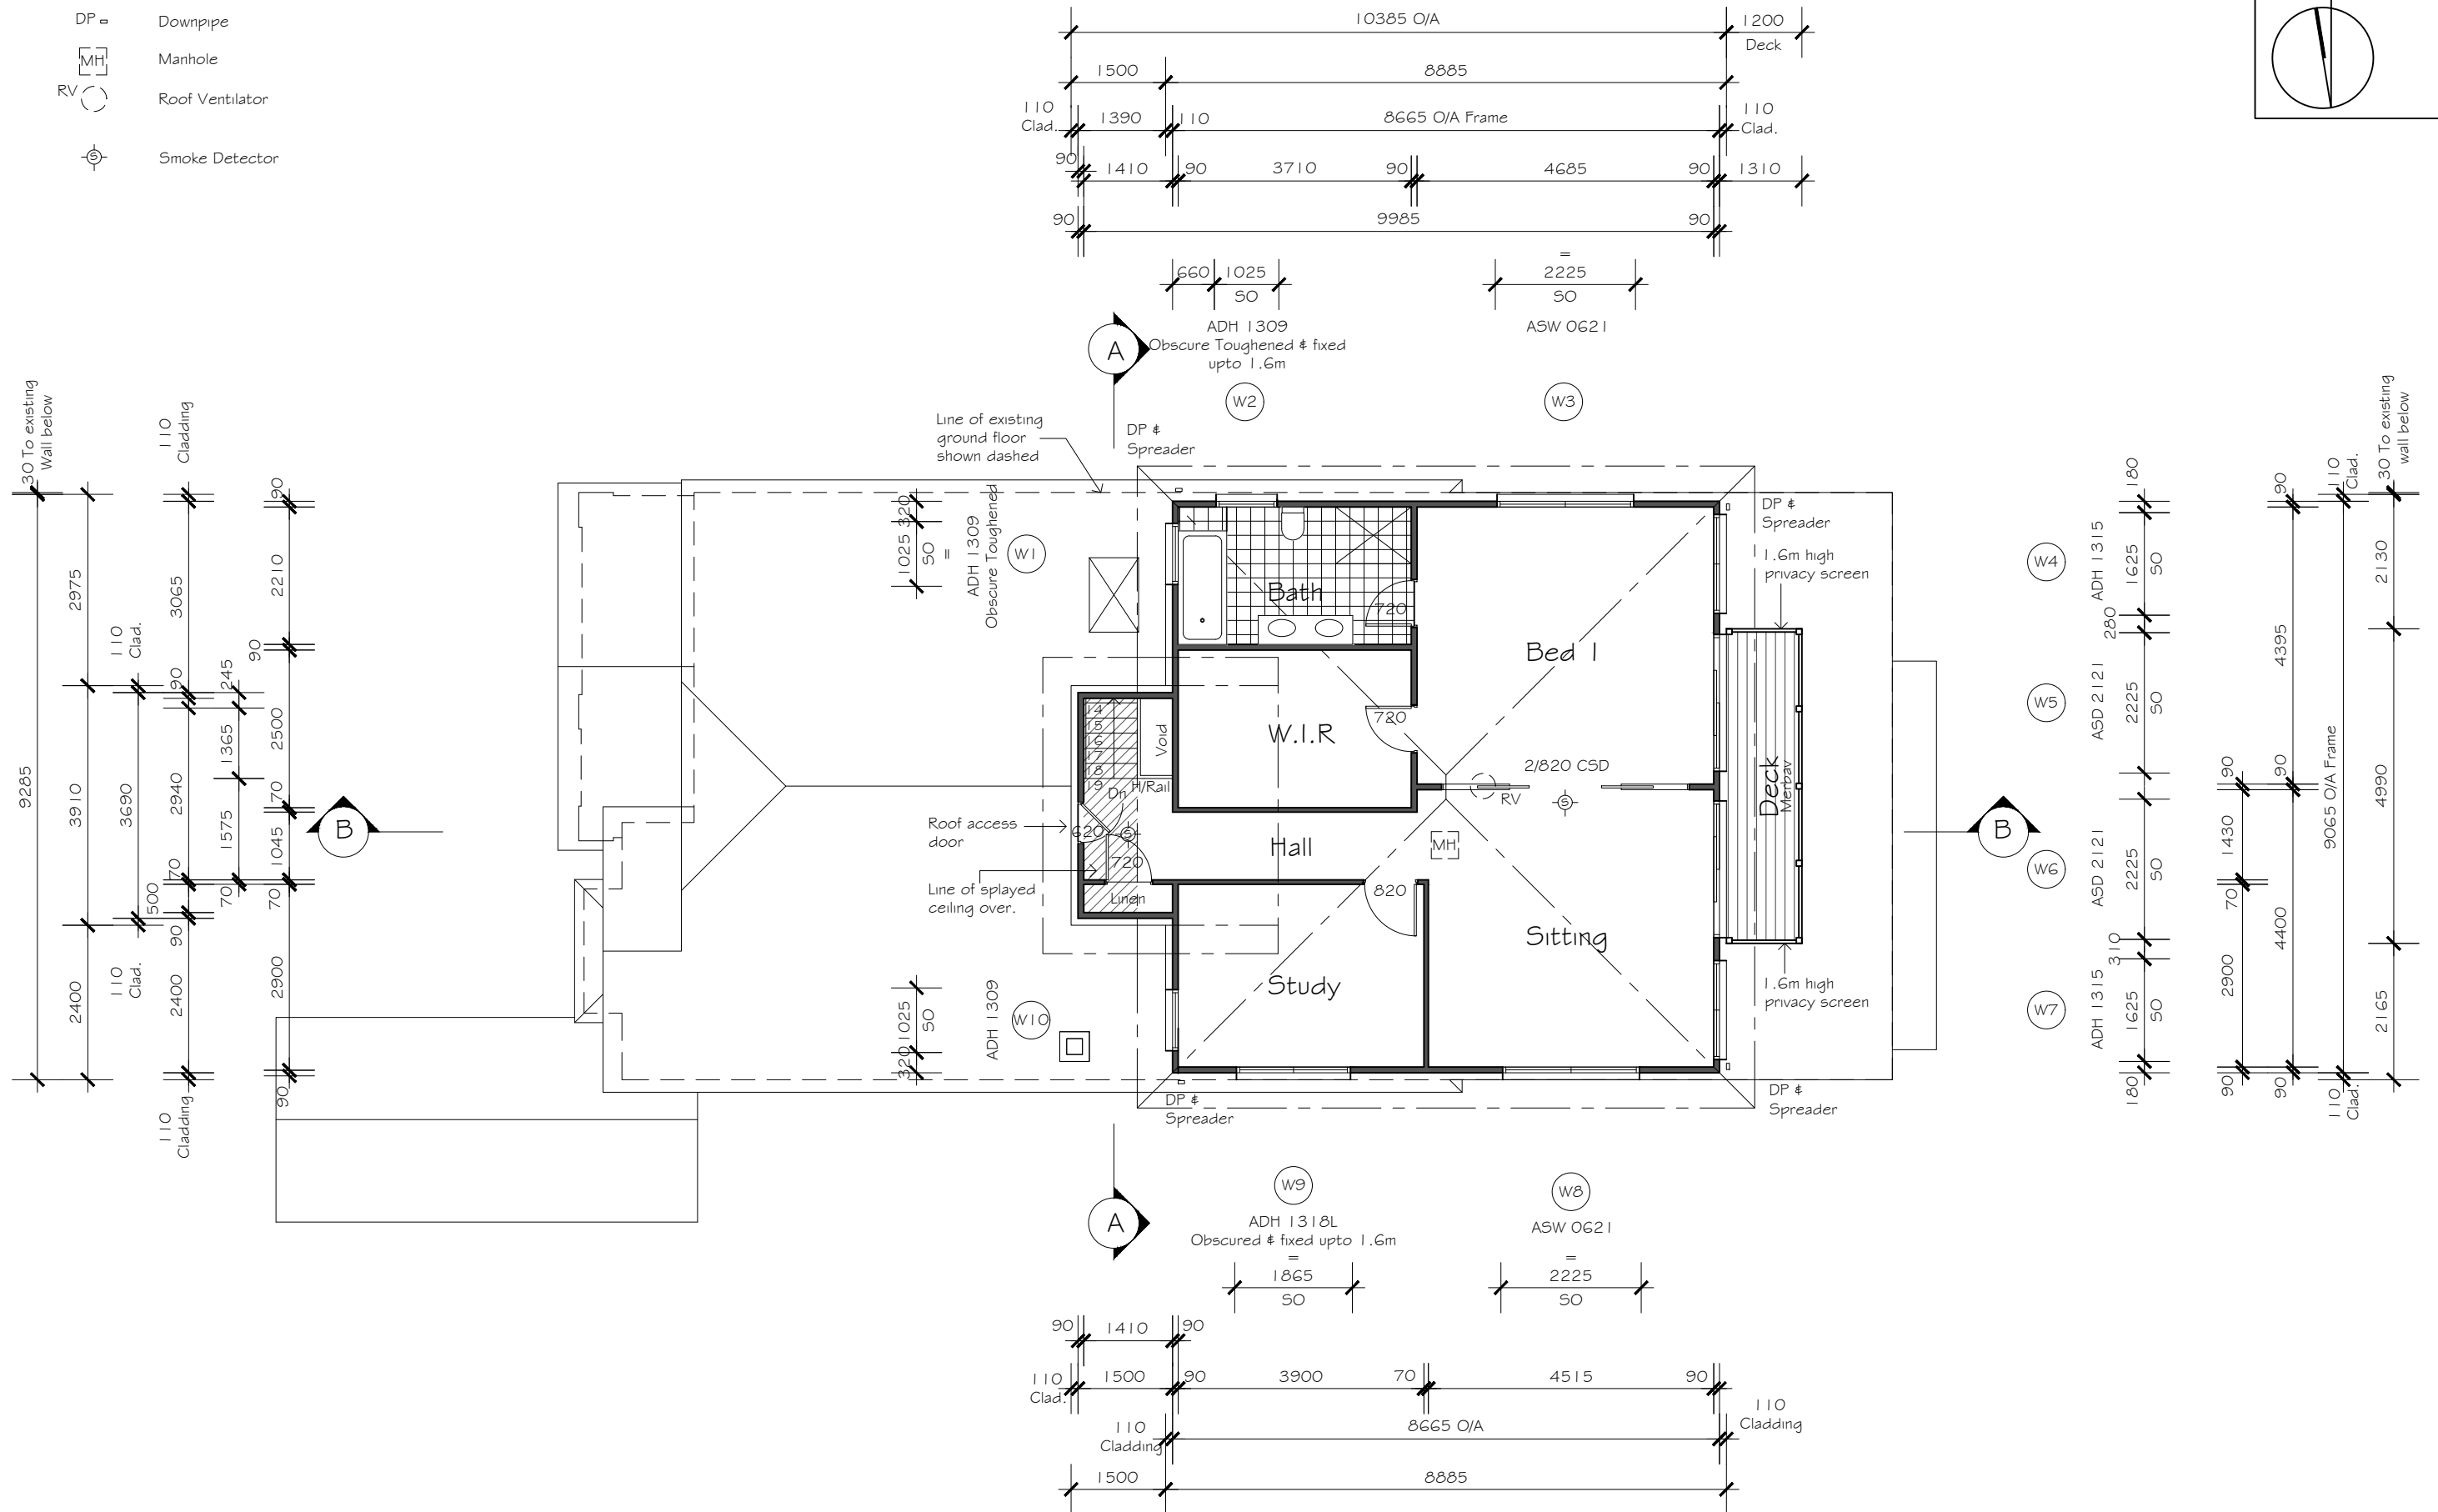 DP
Downpipe
MH
Manhole
RV
Roof Ventilator
S
Smoke Detector
10385 O/A
1200
Deck
1500
8885
110
Clad.
1390
110
8665 O/A Frame
110
Clad.
90
1410
90
3710
90
4685
90
1310
90
9985
90
660
1025
SO
=
2225
SO
ADH 1309
Obscure Toughened & fixed
upto 1.6m
ASW 0621
A
W2
W3
Line of existing
ground floor
shown dashed
DP &
Spreader
30 To existing
Wall below
9285
2975
3910
2400
110
Clad.
3690
110
Clad.
110
Cladding
3065
90
2940
70
500
90
2400
110
Cladding
245
1365
1575
70
90
2210
90
2500
70
1045
70
2900
90
B
320
1025
SO
=
ADH 1309
Obscure Toughened
W1
DP &
Spreader
1.6m high
privacy screen
Bath
720
Bed 1
W.I.R
720
14
15
16
17
18
19
Void
Dn
H/Rail
2/820 CSD
RV
S
Deck
Merbav
Roof access
door
620
S
720
Hall
MH
Line of splayed
ceiling over.
Linen
820
Sitting
Study
1.6m high
privacy screen
1025
SO
320
ADH 1309
W10
DP &
Spreader
DP &
Spreader
B
W4
W5
W6
W7
ADH 1315
ASD 2121
ASD 2121
ADH 1315
180
1625
SO
280
2225
SO
2225
SO
310
1625
SO
180
90
1430
70
2900
90
90
4395
90
4400
90
110
Clad.
9065 O/A Frame
110
Clad.
30 To existing
wall below
2130
4990
2165
A
W9
ADH 1318L
Obscured & fixed upto 1.6m
=
1865
SO
W8
ASW 0621
=
2225
SO
90
1410
90
110
Clad.
1500
90
3900
70
4515
90
110
Cladding
8665 O/A
110
Cladding
1500
8885